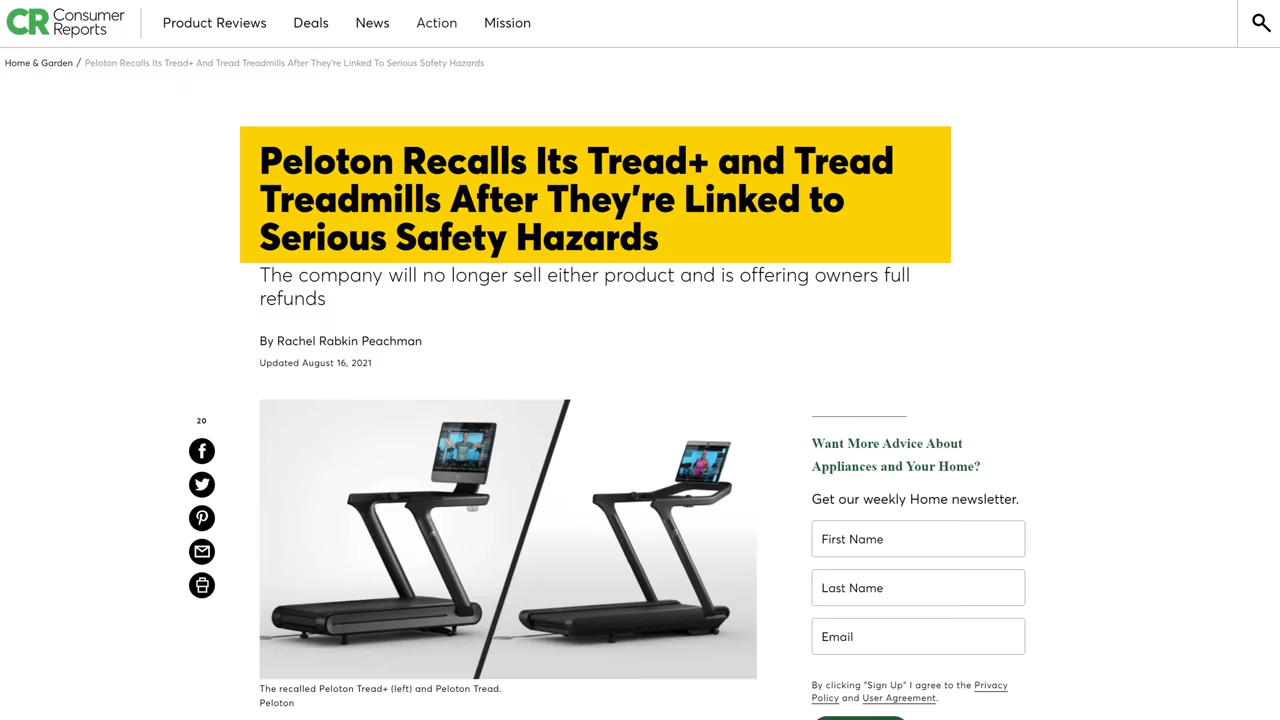 CR Consumer Reports
Product Reviews
Deals
News
Action
Mission
Home & Garden / Peloton Recalls Its Tread+ And Tread Treadmills After They're Linked To Serious Safety Hazards
Peloton Recalls Its Tread+ and Tread
Treadmills After They're Linked to
Serious Safety Hazards
The company will no longer sell either product and is offering owners full
refunds
By Rachel Rabkin Peachman
Updated August 16, 2021
20
The recalled Peloton Tread+ (left) and Peloton Tread.
Peloton
Want More Advice About
Appliances and Your Home?
Get our weekly Home newsletter.
First Name
Last Name
Email
By clicking "Sign Up" I agree to the Privacy
Policy and User Agreement.